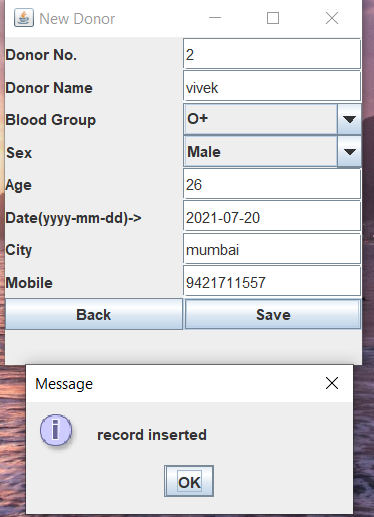 New Donor
Donor No. 2
Donor Name vivek
Blood Group O+
Sex Male
Age 26
Date(yyyy-mm-dd)-> 2021-07-20
City mumbai
Mobile 9421711557
Back Save
Message
record inserted
OK